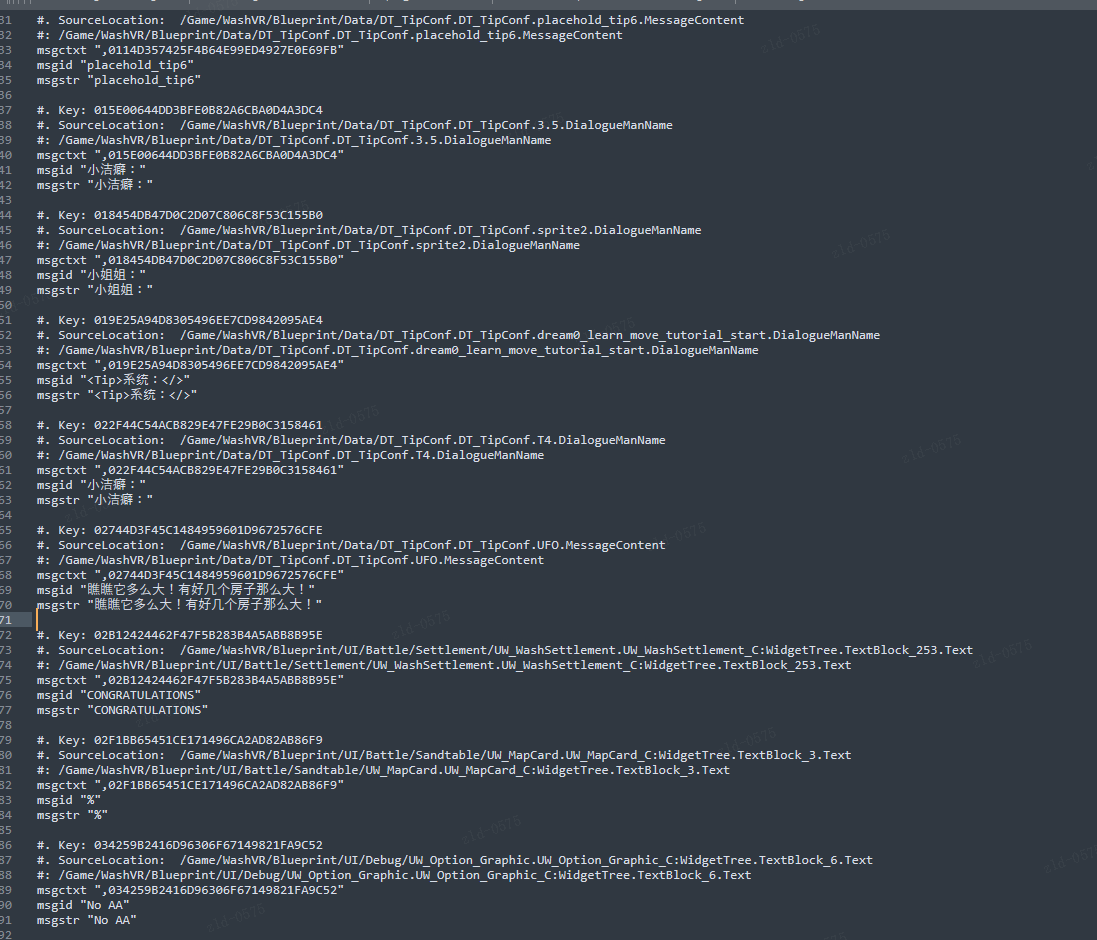 31 #. SourceLocation:	/Game/WashVR/Blueprint/Data/DT_TipConf.DT_TipConf.placehold_tip6.MessageContent
32 #: /Game/WashVR/Blueprint/Data/DT_TipConf.DT_TipConf.placehold_tip6.MessageContent
33 msgctxt ",0114D357425F4B64E99ED4927E0E69FB"
34 msgid "placehold_tip6"
35 msgstr "placehold_tip6"
36
37 #. Key: 015E00644DD3BFE0B82A6CBA0D4A3DC4
38 #. SourceLocation:	/Game/WashVR/Blueprint/Data/DT_TipConf.DT_TipConf.3.5.DialogueManName
39 #: /Game/WashVR/Blueprint/Data/DT_TipConf.DT_TipConf.3.5.DialogueManName
40 msgctxt ",015E00644DD3BFE0B82A6CBA0D4A3DC4"
41 msgid "小洁癖："
42 msgstr "小洁癖："
43
44 #. Key: 018454DB47D0C2D07C806C8F53C155B0
45 #. SourceLocation:	/Game/WashVR/Blueprint/Data/DT_TipConf.DT_TipConf.sprite2.DialogueManName
46 #: /Game/WashVR/Blueprint/Data/DT_TipConf.DT_TipConf.sprite2.DialogueManName
47 msgctxt ",018454DB47D0C2D07C806C8F53C155B0"
48 msgid "小姐姐："
49 msgstr "小姐姐："
50
51 #. Key: 019E25A94D8305496EE7CD9842095AE4
52 #. SourceLocation:	/Game/WashVR/Blueprint/Data/DT_TipConf.DT_TipConf.dream0_learn_move_tutorial_start.DialogueManName
53 #: /Game/WashVR/Blueprint/Data/DT_TipConf.DT_TipConf.dream0_learn_move_tutorial_start.DialogueManName
54 msgctxt ",019E25A94D8305496EE7CD9842095AE4"
55 msgid "<Tip>系统：</>"
56 msgstr "<Tip>系统：</>"
57
58 #. Key: 022F44C54ACB829E47FE29B0C3158461
59 #. SourceLocation:	/Game/WashVR/Blueprint/Data/DT_TipConf.DT_TipConf.T4.DialogueManName
60 #: /Game/WashVR/Blueprint/Data/DT_TipConf.DT_TipConf.T4.DialogueManName
61 msgctxt ",022F44C54ACB829E47FE29B0C3158461"
62 msgid "小洁癖："
63 msgstr "小洁癖："
64
65 #. Key: 02744D3F45C1484959601D9672576CFE
66 #. SourceLocation:	/Game/WashVR/Blueprint/Data/DT_TipConf.DT_TipConf.UFO.MessageContent
67 #: /Game/WashVR/Blueprint/Data/DT_TipConf.DT_TipConf.UFO.MessageContent
68 msgctxt ",02744D3F45C1484959601D9672576CFE"
69 msgid "瞧瞧它多么大！有好几个房子那么大！"
70 msgstr "瞧瞧它多么大！有好几个房子那么大！"
71
72 #. Key: 02B12424462F47F5B283B4A5ABB8B95E
73 #. SourceLocation:	/Game/WashVR/Blueprint/UI/Battle/Settlement/UW_WashSettlement.UW_WashSettlement_C:WidgetTree.TextBlock_253.Text
74 #: /Game/WashVR/Blueprint/UI/Battle/Settlement/UW_WashSettlement.UW_WashSettlement_C:WidgetTree.TextBlock_253.Text
75 msgctxt ",02B12424462F47F5B283B4A5ABB8B95E"
76 msgid "CONGRATULATIONS"
77 msgstr "CONGRATULATIONS"
78
79 #. Key: 02F1BB65451CE171496CA2AD82AB86F9
80 #. SourceLocation:	/Game/WashVR/Blueprint/UI/Battle/Sandtable/UW_MapCard.UW_MapCard_C:WidgetTree.TextBlock_3.Text
81 #: /Game/WashVR/Blueprint/UI/Battle/Sandtable/UW_MapCard.UW_MapCard_C:WidgetTree.TextBlock_3.Text
82 msgctxt ",02F1BB65451CE171496CA2AD82AB86F9"
83 msgid "%"
84 msgstr "%"
85
86 #. Key: 034259B2416D96306F67149821FA9C52
87 #. SourceLocation:	/Game/WashVR/Blueprint/UI/Debug/UW_Option_Graphic.UW_Option_Graphic_C:WidgetTree.TextBlock_6.Text
88 #: /Game/WashVR/Blueprint/UI/Debug/UW_Option_Graphic.UW_Option_Graphic_C:WidgetTree.TextBlock_6.Text
89 msgctxt ",034259B2416D96306F67149821FA9C52"
90 msgid "No AA"
91 msgstr "No AA"
92